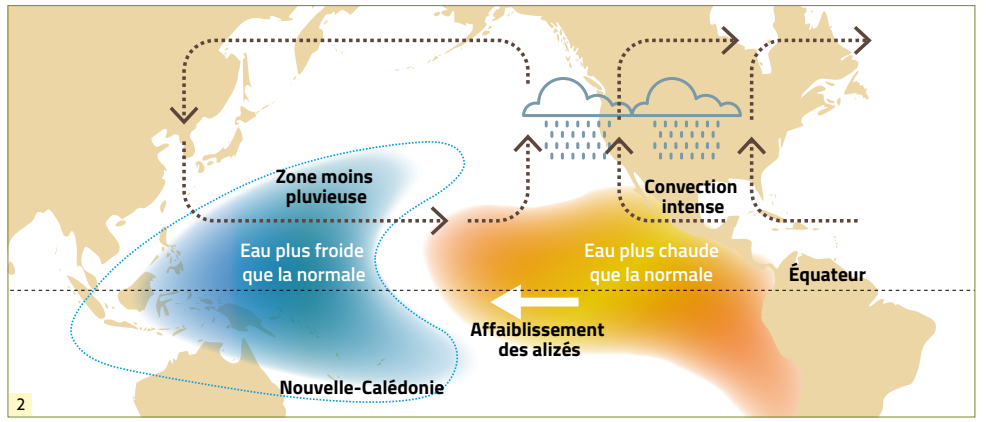 Zone moins
pluvieuse
Convection
intense
Eau plus froide
que la normale
Eau plus chaude
que la normale
Équateur
Affaiblissement
des alizés
Nouvelle-Calédonie
2